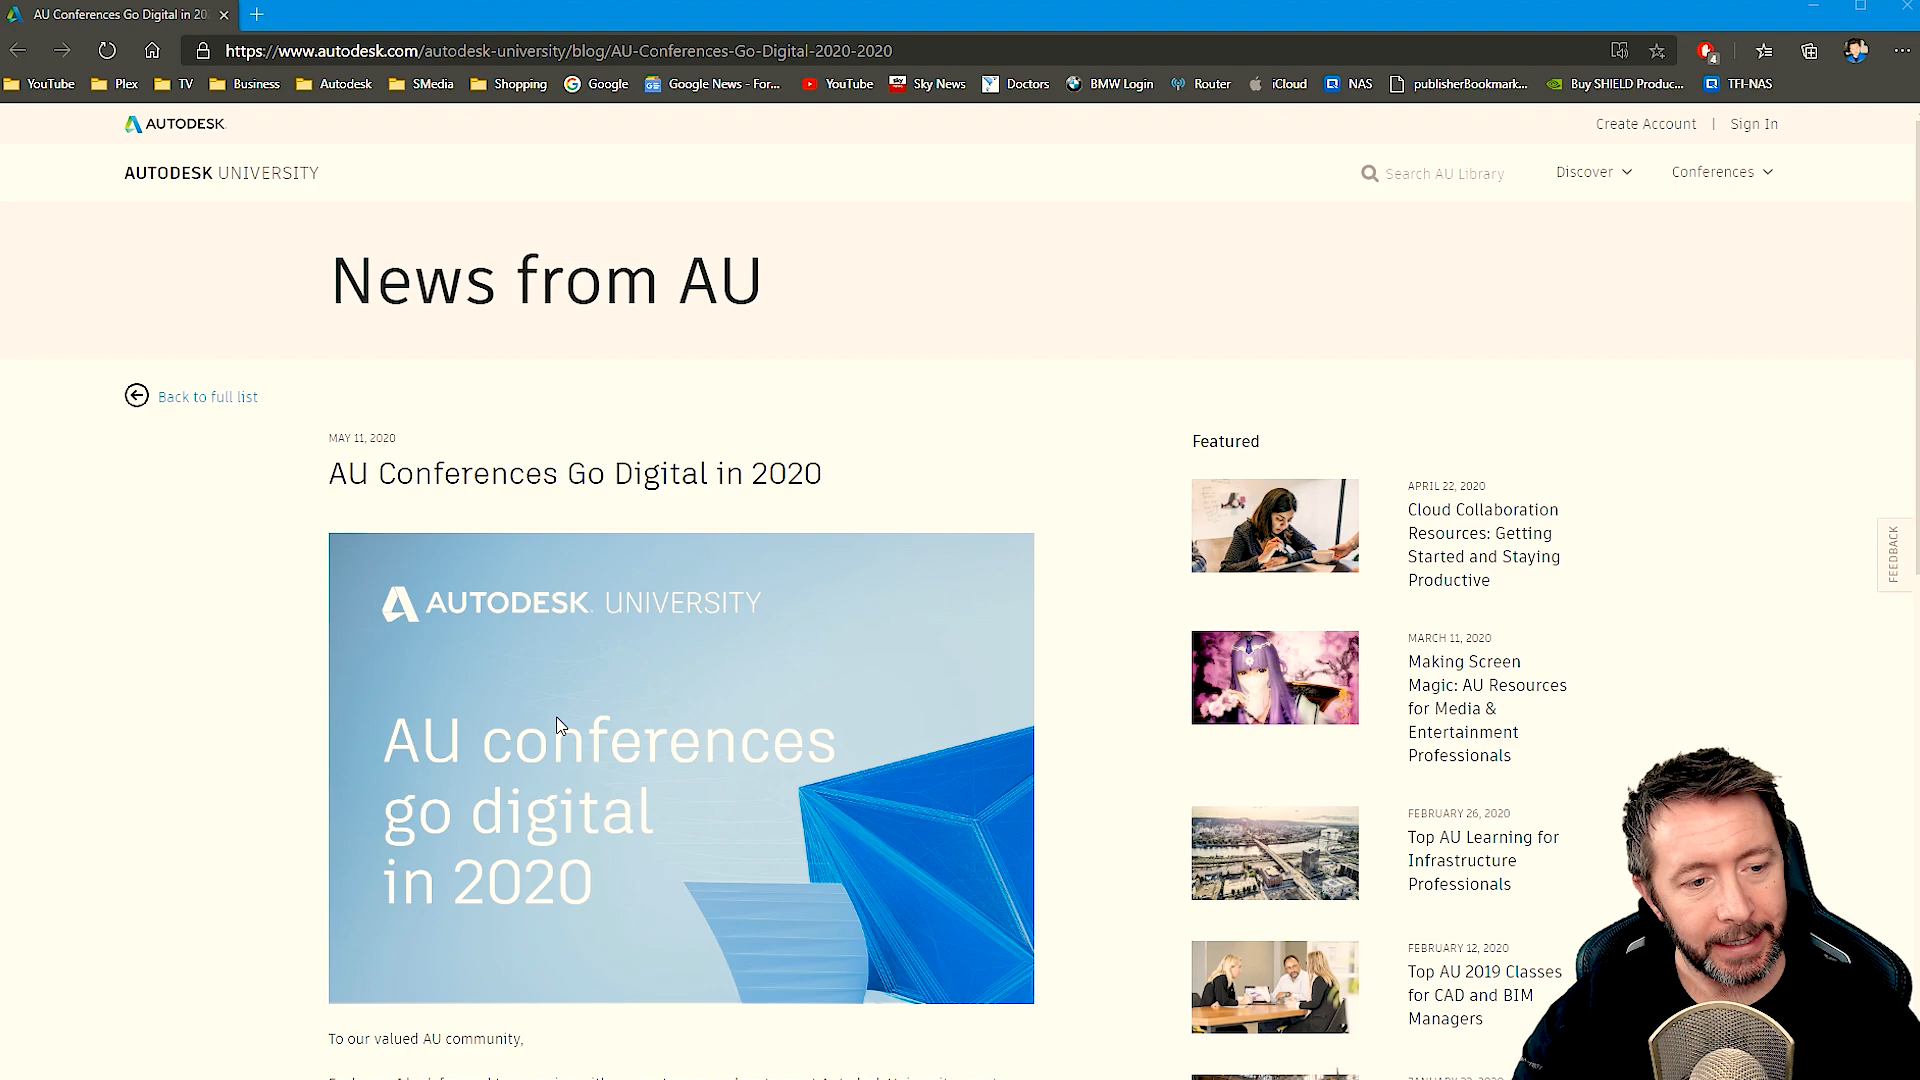 AU Conferences Go Digital in 20
https://www.autodesk.com/autodesk-university/blog/AU-Conferences-Go-Digital-2020-2020
4
YouTube Plex TV Business Autodesk SMedia Shopping Google Google News - For... YouTube Sky News Doctors BMW Login Router iCloud NAS publisherBookmark... Buy SHIELD Produc... TFI-NAS
AUTODESK.
Create Account | Sign In
AUTODESK UNIVERSITY
Search AU Library
Discover
Conferences
News from AU
Back to full list
MAY 11, 2020
AU Conferences Go Digital in 2020
AUTODESK. UNIVERSITY
AU conferences
go digital
in 2020
To our valued AU community,
Featured
APRIL 22, 2020
Cloud Collaboration
Resources: Getting
Started and Staying
Productive
MARCH 11, 2020
Making Screen
Magic: AU Resources
for Media &
Entertainment
Professionals
FEBRUARY 26, 2020
Top AU Learning for
Infrastructure
Professionals
FEBRUARY 12, 2020
Top AU 2019 Classes
for CAD and BIM
Managers
FEEDBACK